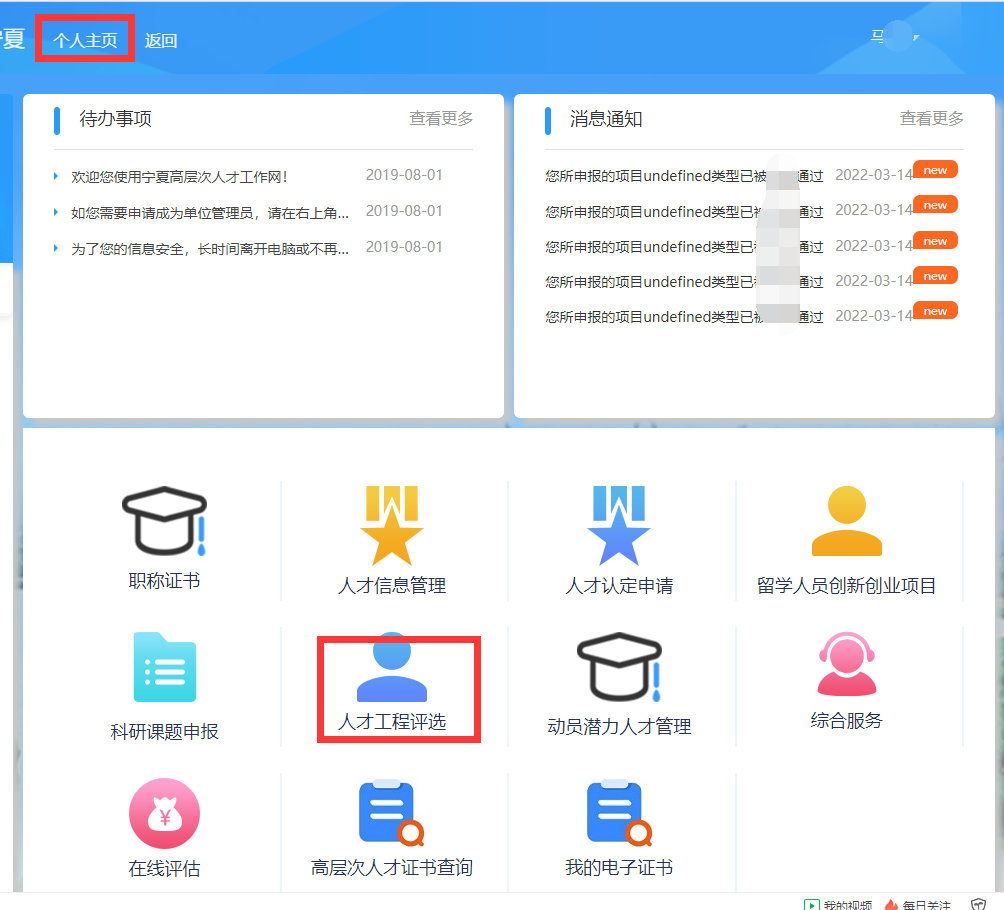 夏 个人主页 返回 马
待办事项 查看更多
欢迎您使用宁夏高层次人才工作网! 2019-08-01
如您需要申请成为单位管理员，请在右上角... 2019-08-01
为了您的信息安全，长时间离开电脑或不再... 2019-08-01
消息通知 查看更多
您所申报的项目undefined类型已被 通过 2022-03-14 new
您所申报的项目undefined类型已 通过 2022-03-14 new
您所申报的项目undefined类型已 通过 2022-03-14 new
您所申报的项目undefined类型已 通过 2022-03-14 new
您所申报的项目undefined类型已被 通过 2022-03-14 new
职称证书 人才信息管理 人才认定申请 留学人员创新创业项目
科研课题申报 人才工程评选 动员潜力人才管理 综合服务
¥
在线评估 高层次人才证书查询 我的电子证书
我的视频 每日关注